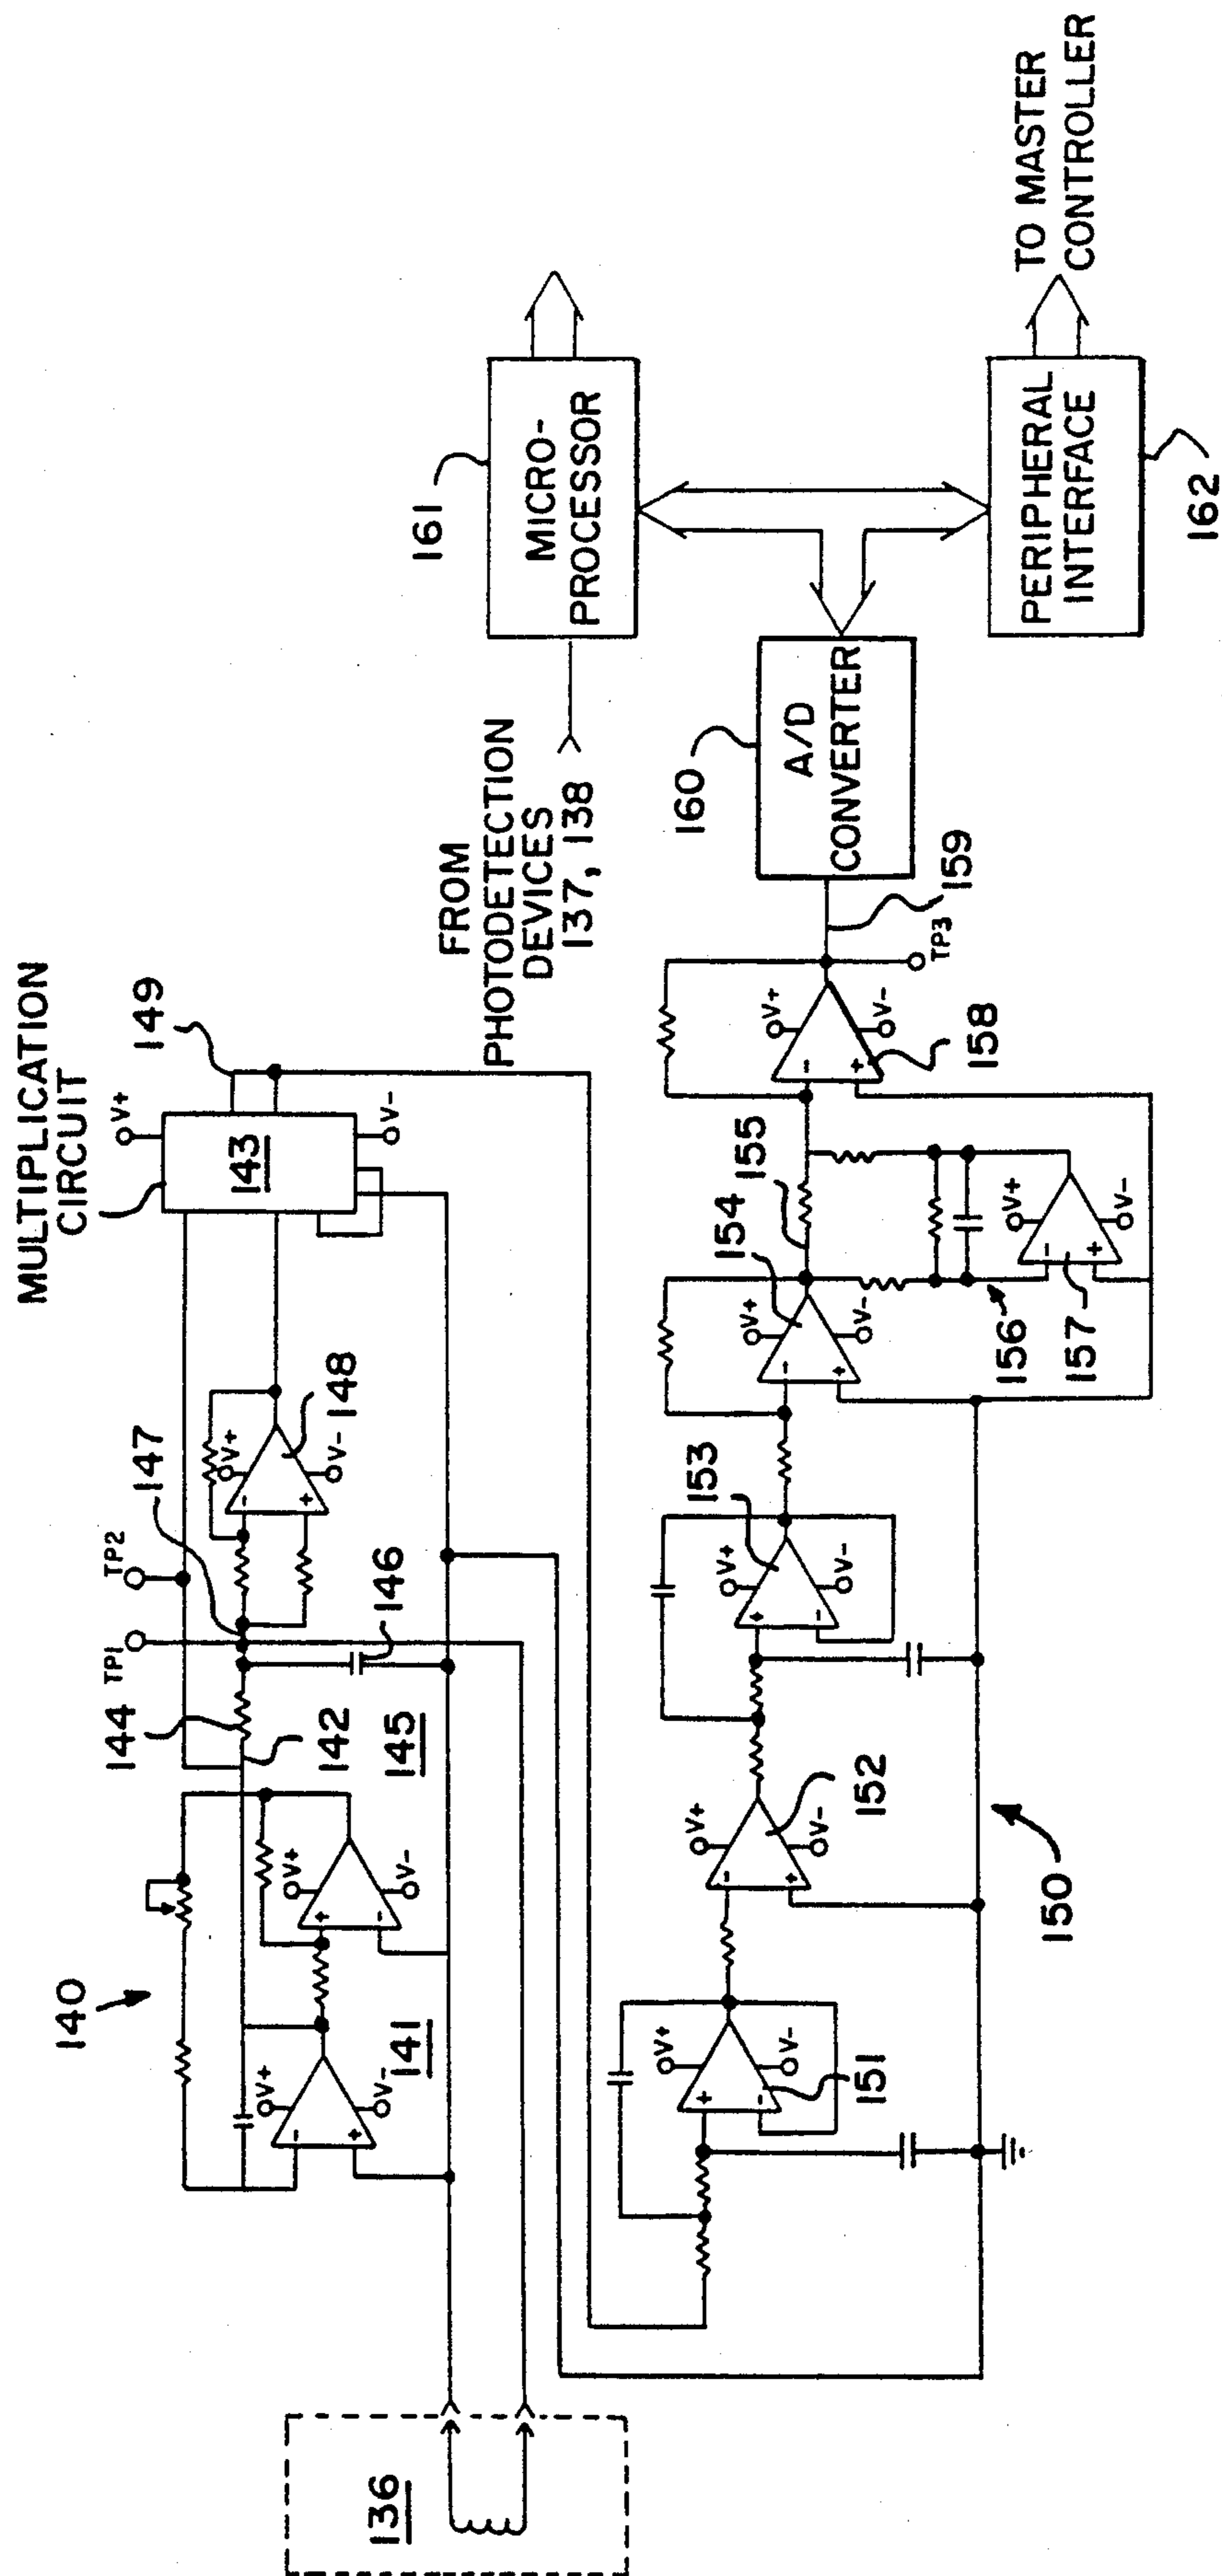 MULTIPLICATION
CIRCUIT
149
V+
143
V-
TP2
TP1
147
148
V+
V-
144
142
145
146
140
141
V+
V-
V+
V-
136
FROM
PHOTODETECTION
DEVICES
137, 138
161
MICRO-
PROCESSOR
160
A/D
CONVERTER
PERIPHERAL
INTERFACE
162
TO MASTER
CONTROLLER
159
TP3
V+
V-
158
155
154
V+
V-
156
157
V+
V-
153
V+
V-
152
V+
V-
151
V+
V-
150
-
+
+
-
-
+
+
-
-
+
+
-
-
+
-
+
-
+